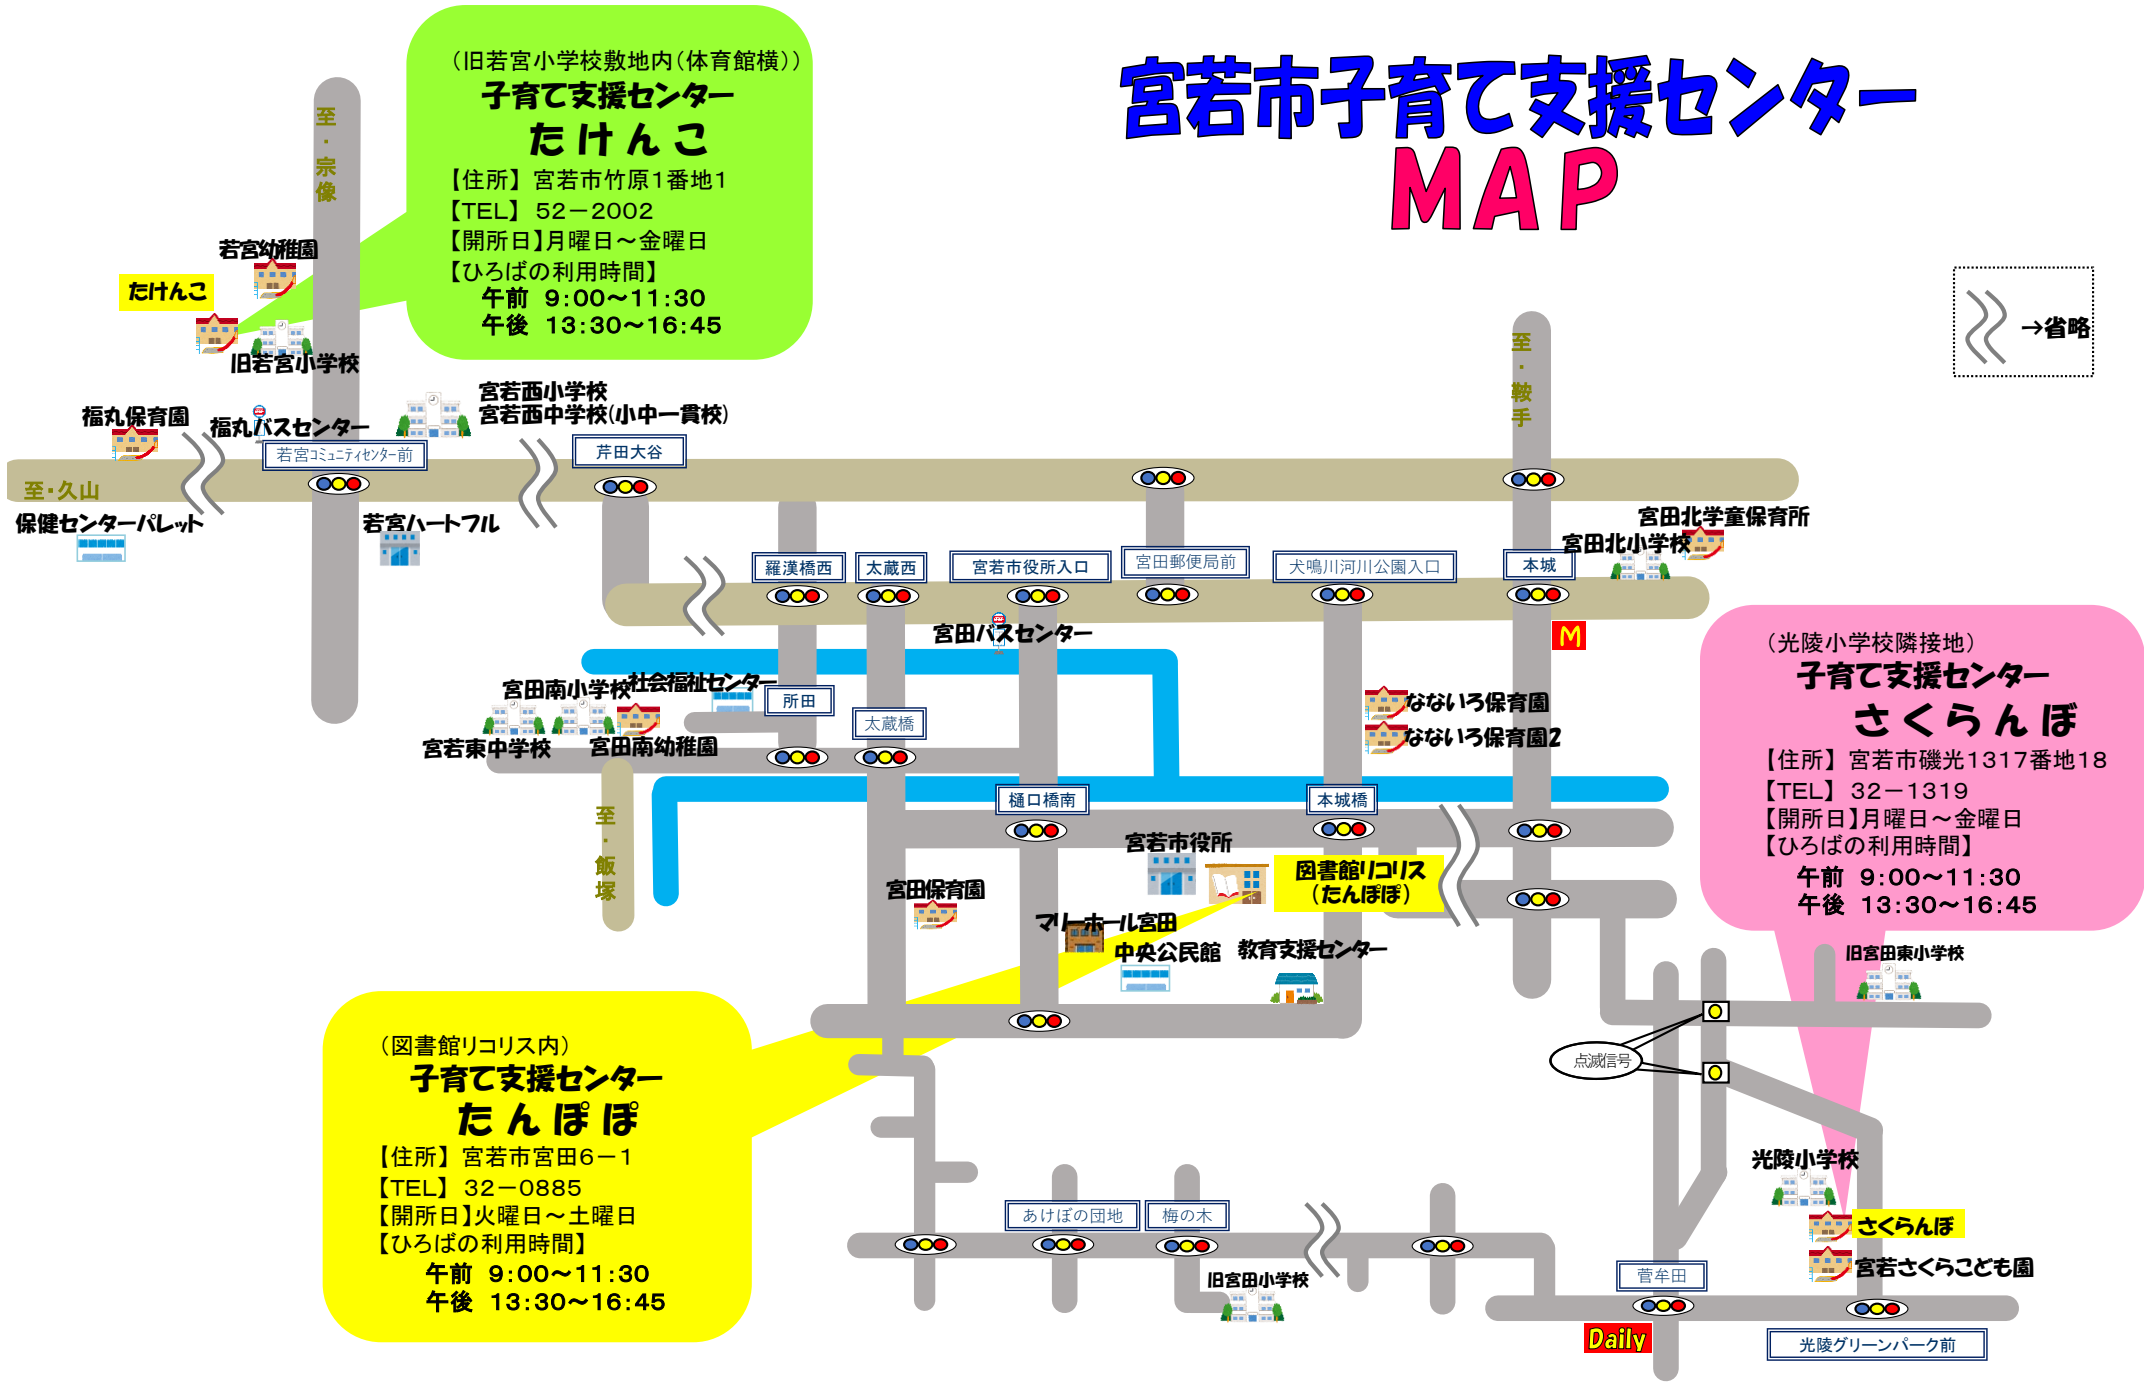 宮若市子育て支援センター
MAP
（旧若宮小学校敷地内（体育館横））
子育て支援センター
たけんこ
【住所】 宮若市竹原1番地1
【TEL】 52－2002
【開所日】月曜日～金曜日
【ひろばの利用時間】
午前 9：00～11：30
午後 13：30～16：45
至・宗像
若宮幼稚園
たけんこ
旧若宮小学校
→省略
至・鞍手
宮若西小学校
宮若西中学校(小中一貫校)
福丸保育園
福丸バスセンター
若宮コミュニティセンター前
芹田大谷
至・久山
保健センターパレット
若宮ハートフル
宮田北学童保育所
宮田北小学校
羅漢橋西
太蔵西
宮若市役所入口
宮田郵便局前
犬鳴川河川公園入口
本城
宮田バスセンター
M
（光陵小学校隣接地）
子育て支援センター
さくらんぼ
【住所】 宮若市磯光1317番地18
【TEL】 32－1319
【開所日】月曜日～金曜日
【ひろばの利用時間】
午前 9：00～11：30
午後 13：30～16：45
宮田南小学校
社会福祉センター
所田
太蔵橋
なないろ保育園
なないろ保育園2
宮若東中学校
宮田南幼稚園
至・飯塚
樋口橋南
本城橋
宮若市役所
図書館リコリス
（たんぽぽ）
宮田保育園
マリーホール宮田
中央公民館
教育支援センター
旧宮田東小学校
点滅信号
（図書館リコリス内）
子育て支援センター
たんぽぽ
【住所】 宮若市宮田6－1
【TEL】 32－0885
【開所日】火曜日～土曜日
【ひろばの利用時間】
午前 9：00～11：30
午後 13：30～16：45
光陵小学校
さくらんぼ
宮若さくらこども園
あけぼの団地
梅の木
旧宮田小学校
菅牟田
Daily
光陵グリーンパーク前